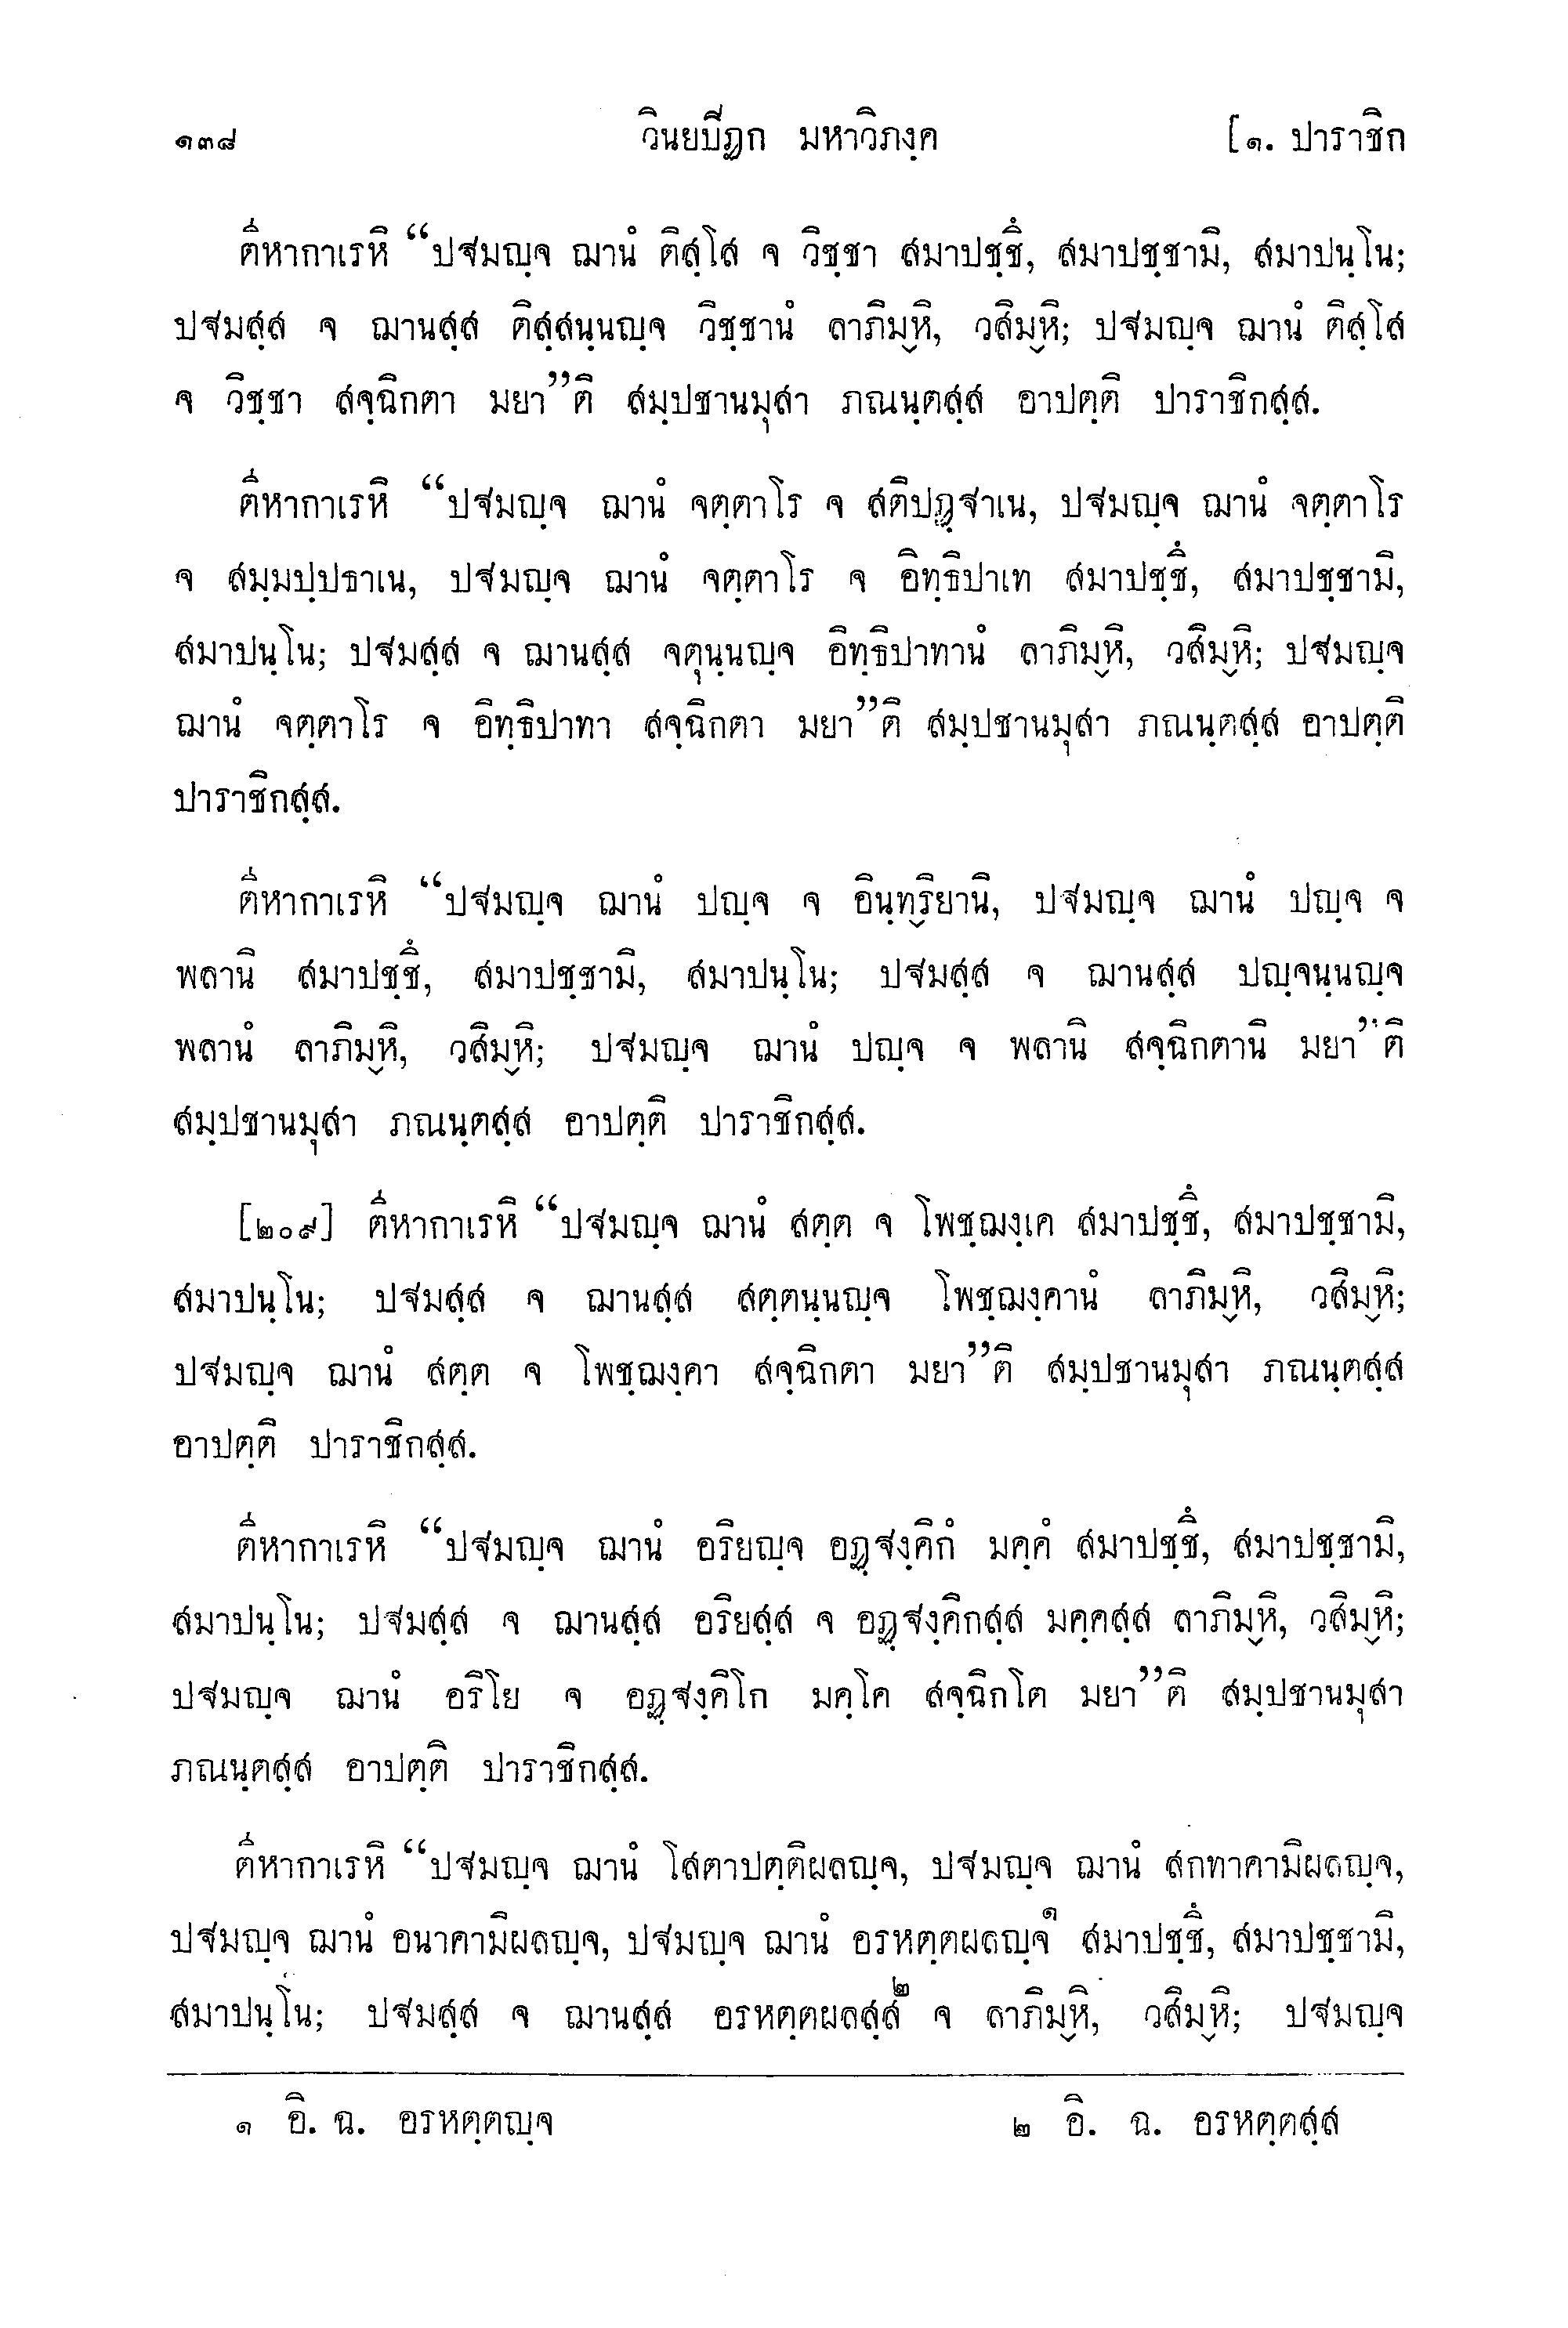 ๑๓๘ วินยปิฏก มหาวิภงฺค [๑. ปาราชิก
ตีหากาเรหิ “ปฐมญฺจ ฌานํ ติสฺโส จ วิชฺชา สมาปชฺชึ, สมาปชฺชามิ, สมาปนฺโน;
ปฐมสฺส จ ฌานสฺส ติสฺสนฺนญฺจ วิชฺชานํ ลาภิมฺหิ, วสิมฺหิ; ปฐมญฺจ ฌานํ ติสฺโส
จ วิชฺชา สจฺฉิกตา มยา”ติ สมฺปชานมุสา ภณนฺตสฺส อาปตฺติ ปาราชิกสฺส.
ตีหากาเรหิ “ปฐมญฺจ ฌานํ จตฺตาโร จ สติปฏฺฐาเน, ปฐมญฺจ ฌานํ จตฺตาโร
จ สมฺมปฺปธาเน, ปฐมญฺจ ฌานํ จตฺตาโร จ อิทฺธิปาเท สมาปชฺชึ, สมาปชฺชามิ,
สมาปนฺโน; ปฐมสฺส จ ฌานสฺส จตุนฺนญฺจ อิทฺธิปาทานํ ลาภิมฺหิ, วสิมฺหิ; ปฐมญฺจ
ฌานํ จตฺตาโร จ อิทฺธิปาทา สจฺฉิกตา มยา”ติ สมฺปชานมุสา ภณนฺตสฺส อาปตฺติ
ปาราชิกสฺส.
ตีหากาเรหิ “ปฐมญฺจ ฌานํ ปญฺจ จ อินฺทฺริยานิ, ปฐมญฺจ ฌานํ ปญฺจ จ
พลานิ สมาปชฺชึ, สมาปชฺชามิ, สมาปนฺโน; ปฐมสฺส จ ฌานสฺส ปญฺจนฺนญฺจ
พลานํ ลาภิมฺหิ, วสิมฺหิ; ปฐมญฺจ ฌานํ ปญฺจ จ พลานิ สจฺฉิกตานิ มยา”ติ
สมฺปชานมุสา ภณนฺตสฺส อาปตฺติ ปาราชิกสฺส.
[๒๐๙] ตีหากาเรหิ “ปฐมญฺจ ฌานํ สตฺต จ โพชฺฌงฺเค สมาปชฺชึ, สมาปชฺชามิ,
สมาปนฺโน; ปฐมสฺส จ ฌานสฺส สตฺตนฺนญฺจ โพชฺฌงฺคานํ ลาภิมฺหิ, วสิมฺหิ;
ปฐมญฺจ ฌานํ สตฺต จ โพชฺฌงฺคา สจฺฉิกตา มยา”ติ สมฺปชานมุสา ภณนฺตสฺส
อาปตฺติ ปาราชิกสฺส.
ตีหากาเรหิ “ปฐมญฺจ ฌานํ อริยญฺจ อฏฺฐงฺคิกํ มคฺคํ สมาปชฺชึ, สมาปชฺชามิ,
สมาปนฺโน; ปฐมสฺส จ ฌานสฺส อริยสฺส จ อฏฺฐงฺคิกสฺส มคฺคสฺส ลาภิมฺหิ, วสิมฺหิ;
ปฐมญฺจ ฌานํ อริโย จ อฏฺฐงฺคิโก มคฺโค สจฺฉิกโต มยา”ติ สมฺปชานมุสา
ภณนฺตสฺส อาปตฺติ ปาราชิกสฺส.
ตีหากาเรหิ “ปฐมญฺจ ฌานํ โสตาปตฺติผลญฺจ, ปฐมญฺจ ฌานํ สกทาคามิผลญฺจ,
ปฐมญฺจ ฌานํ อนาคามิผลญฺจ, ปฐมญฺจ ฌานํ อรหตฺตผลญฺจ๑ สมาปชฺชึ, สมาปชฺชามิ,
สมาปนฺโน; ปฐมสฺส จ ฌานสฺส อรหตฺตผลสฺส๒ จ ลาภิมฺหิ, วสิมฺหิ; ปฐมญฺจ
๑ อิ. ฉ. อรหตฺตญฺจ ๒ อิ. ฉ. อรหตฺตสฺส